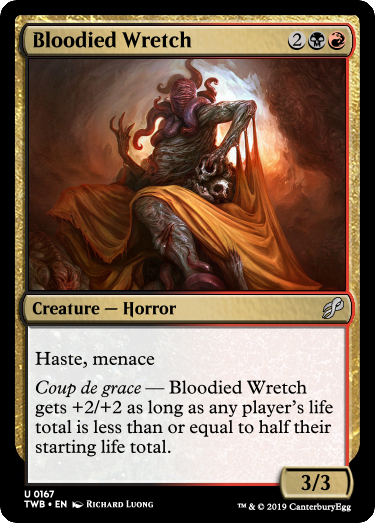 Bloodied Wretch 2
Creature — Horror
Haste, menace
Coup de grace — Bloodied Wretch
gets +2/+2 as long as any player's life
total is less than or equal to half their
starting life total.
3/3
U 0167
TWB • EN Richard Luong
™ & © 2019 CanterburyEgg